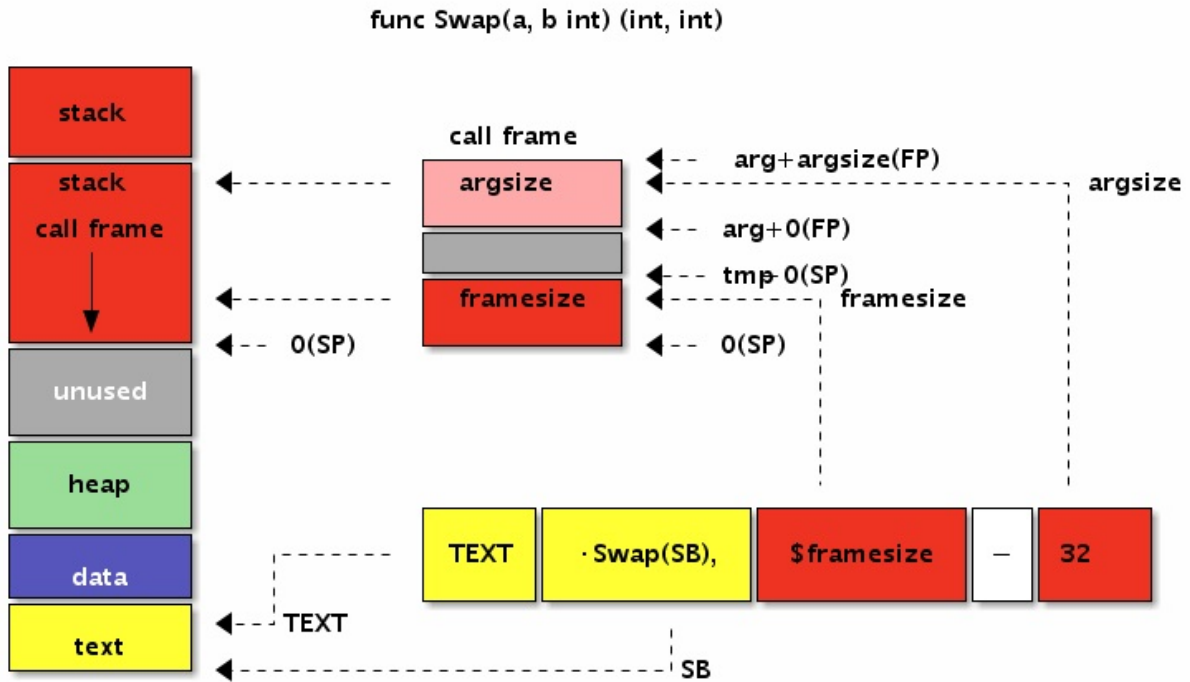 func Swap(a, b int) (int, int)
stack
stack
call frame
0(SP)
unused
heap
data
text
call frame
argsize
framesize
arg+argsize(FP)
argsize
arg+0(FP)
tmp-0(SP)
framesize
0(SP)
TEXT ·Swap(SB), $framesize − 32
TEXT
SB